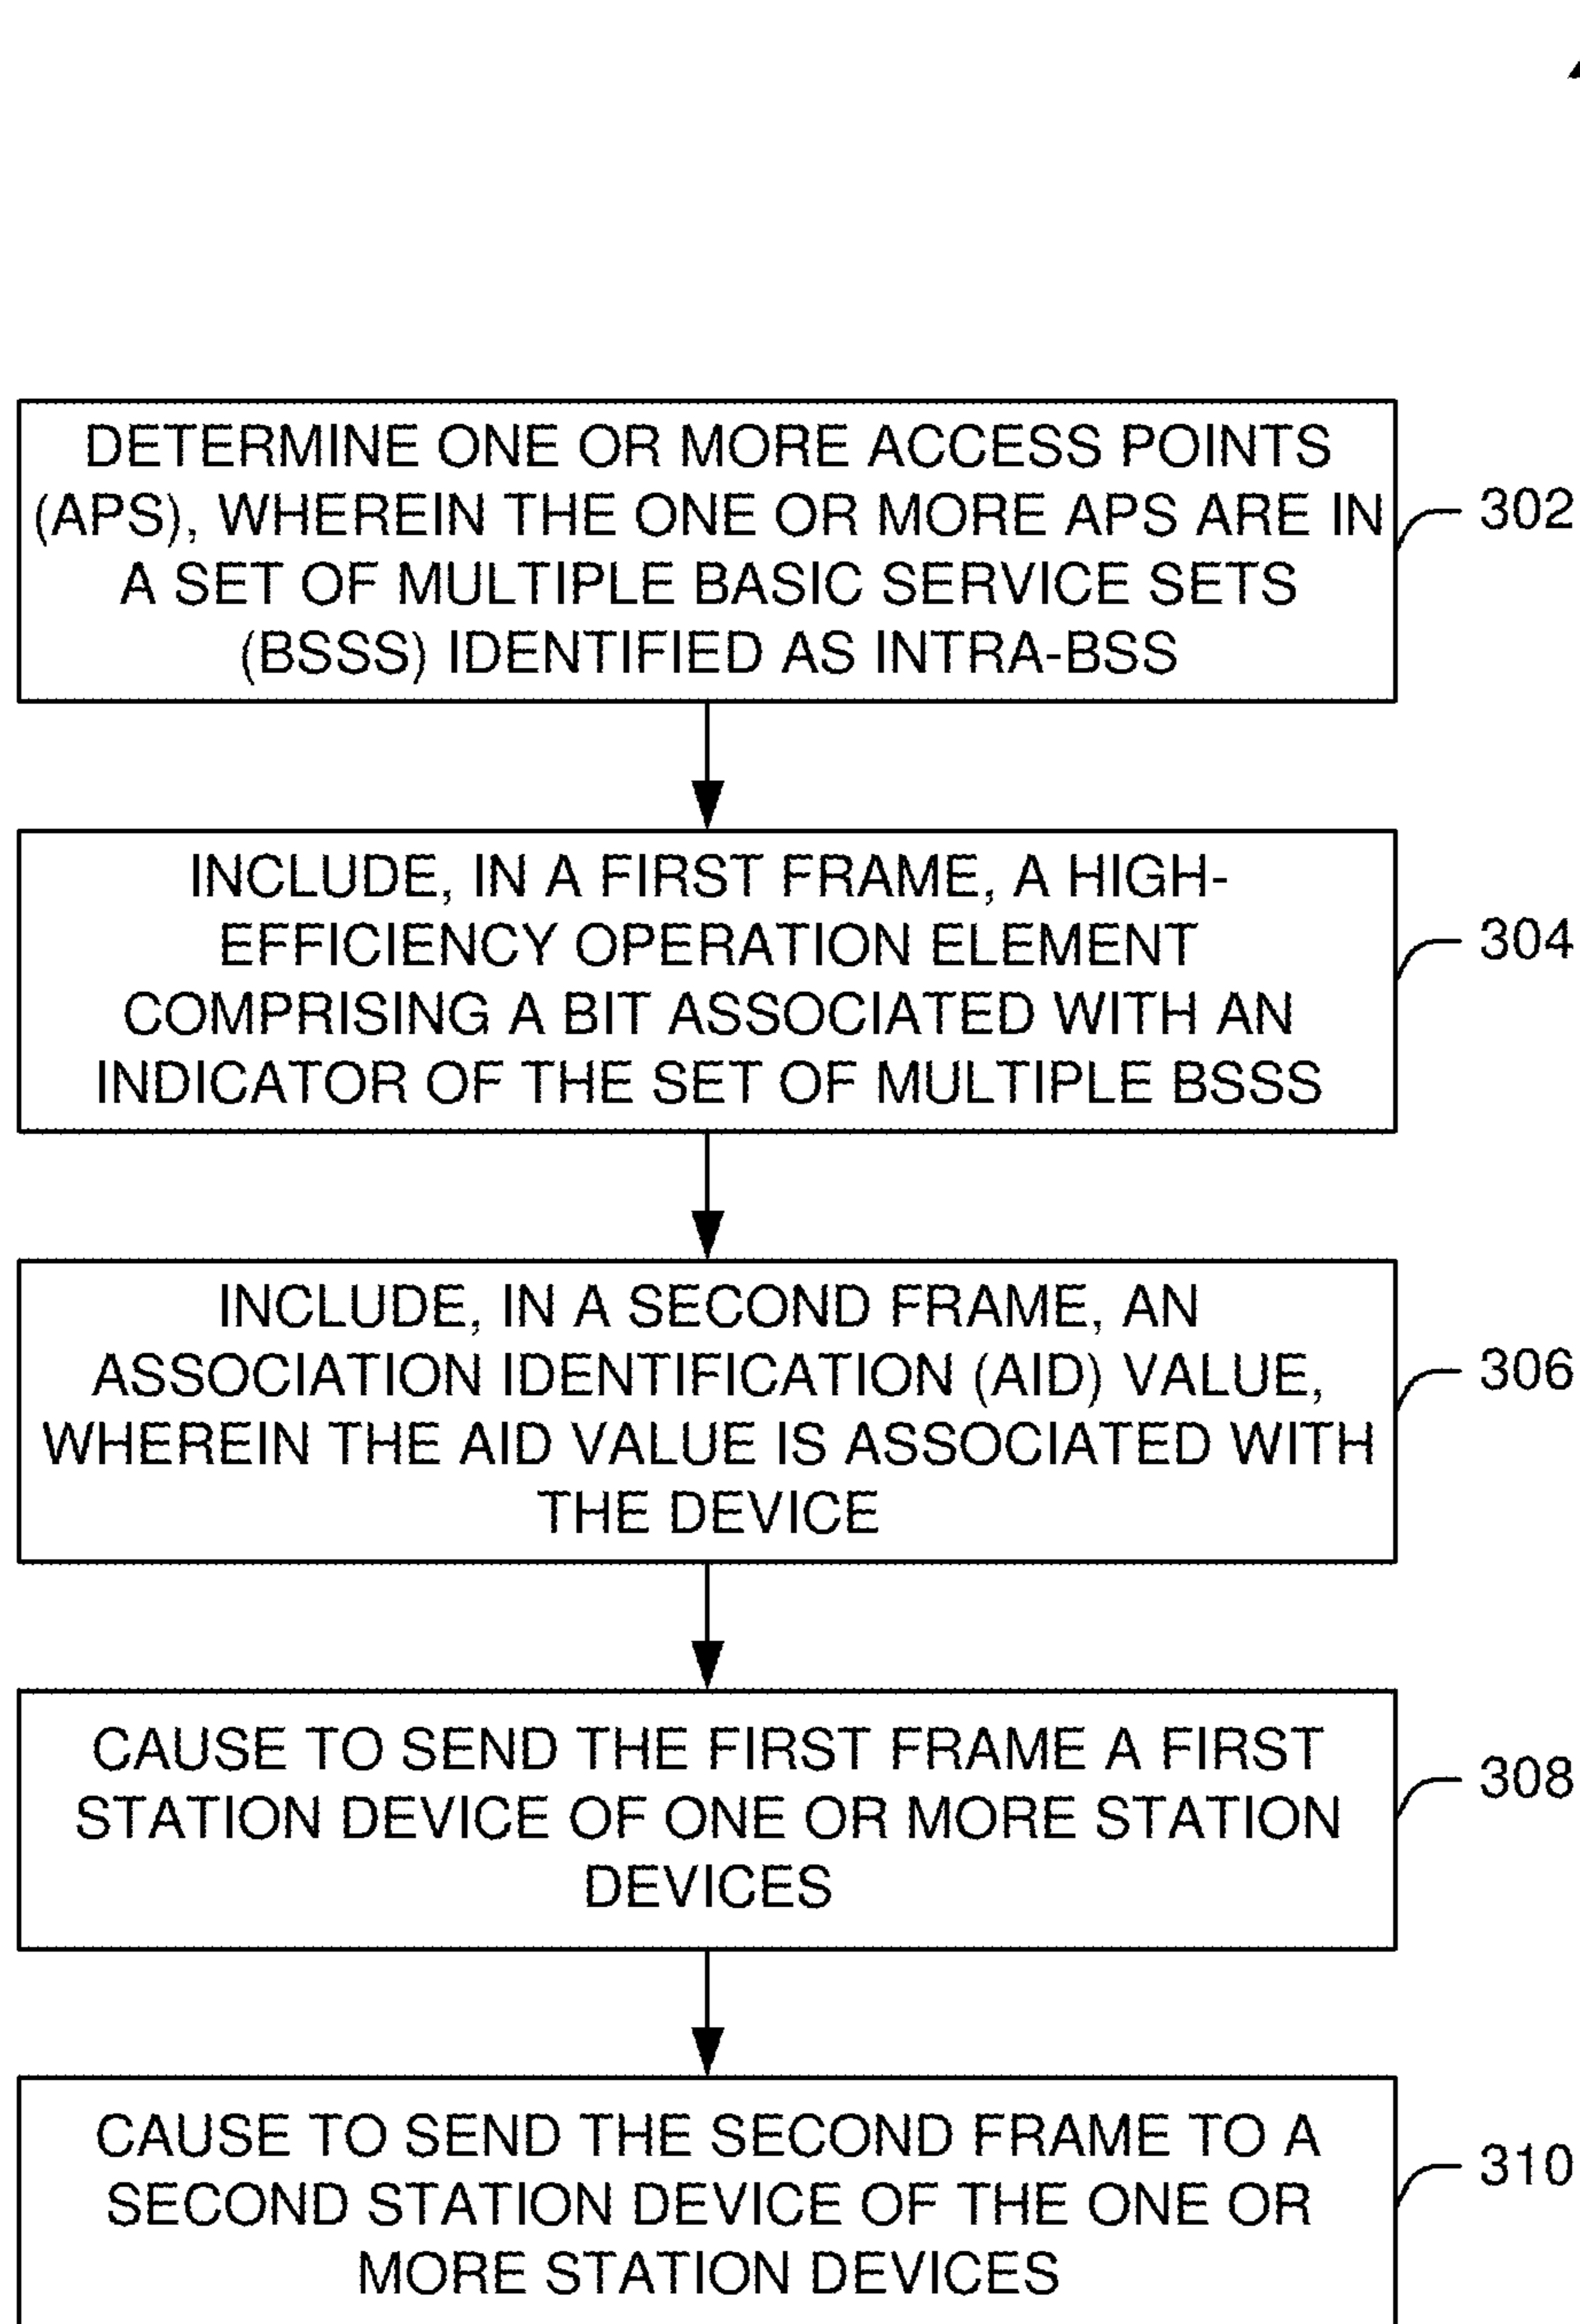 DETERMINE ONE OR MORE ACCESS POINTS
(APS), WHEREIN THE ONE OR MORE APS ARE IN
A SET OF MULTIPLE BASIC SERVICE SETS
(BSSS) IDENTIFIED AS INTRA-BSS
302
INCLUDE, IN A FIRST FRAME, A HIGH-
EFFICIENCY OPERATION ELEMENT
COMPRISING A BIT ASSOCIATED WITH AN
INDICATOR OF THE SET OF MULTIPLE BSSS
304
INCLUDE, IN A SECOND FRAME, AN
ASSOCIATION IDENTIFICATION (AID) VALUE,
WHEREIN THE AID VALUE IS ASSOCIATED WITH
THE DEVICE
306
CAUSE TO SEND THE FIRST FRAME A FIRST
STATION DEVICE OF ONE OR MORE STATION
DEVICES
308
CAUSE TO SEND THE SECOND FRAME TO A
SECOND STATION DEVICE OF THE ONE OR
MORE STATION DEVICES
310